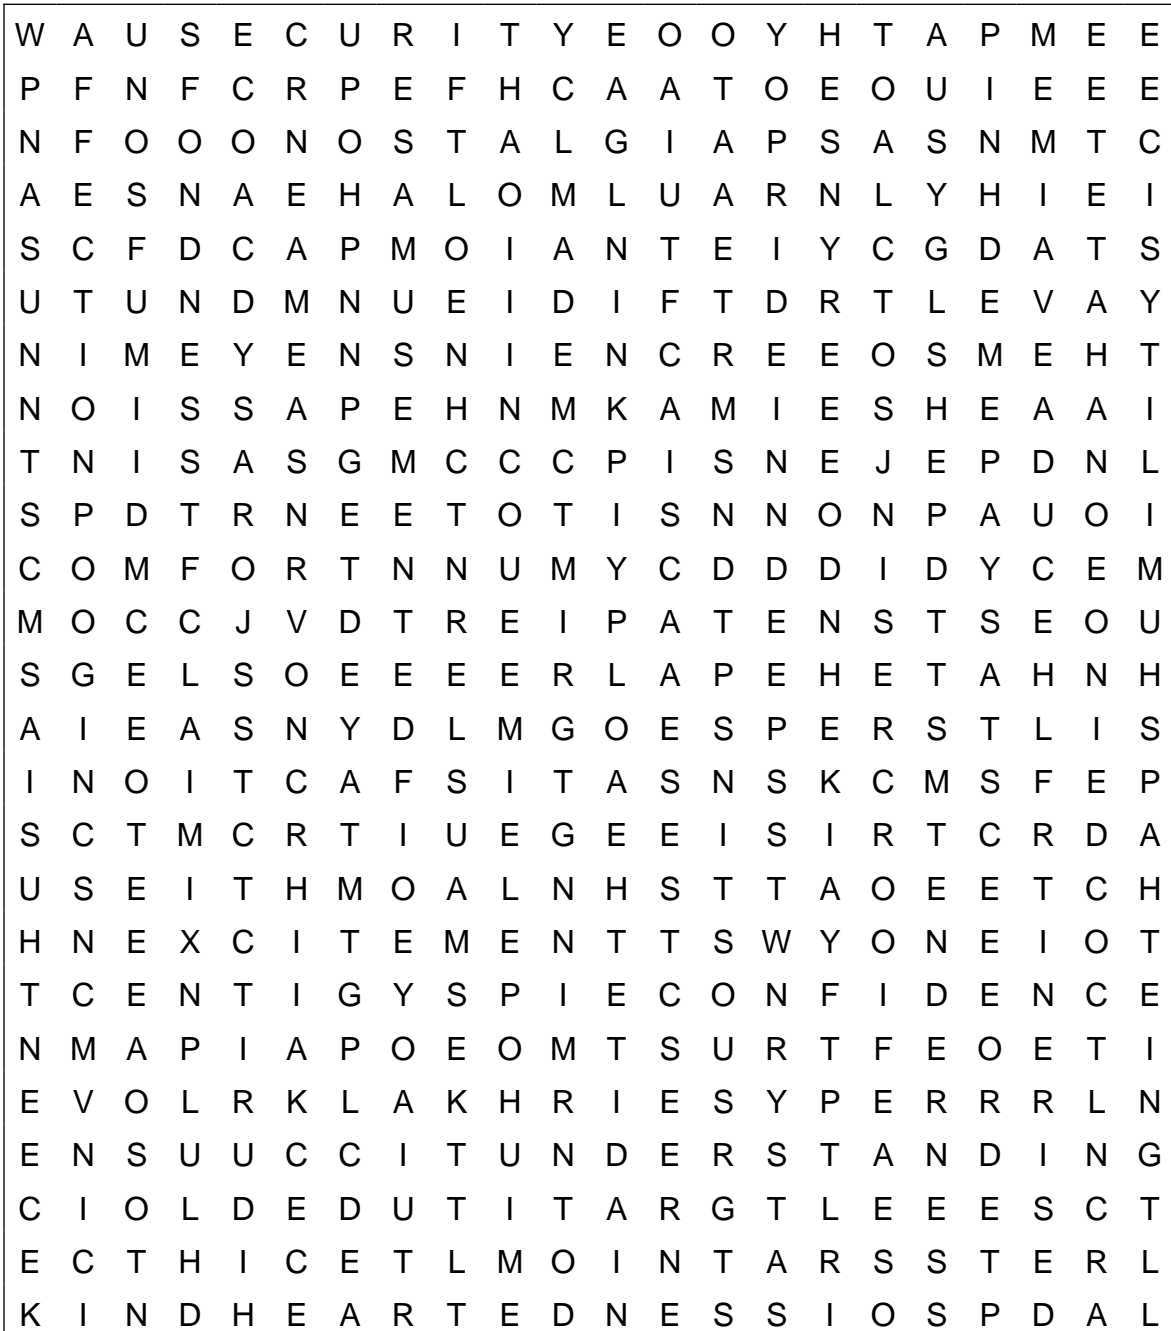 W A U S E C U R I T Y E O O Y H T A P M E E
P F N F C R P E F H C A A T O E O U I E E E
N F O O O N O S T A L G I A P S A S N M T C
A E S N A E H A L O M L U A R N L Y H I E I
S C F D C A P M O I A N T E I Y C G D A T S
U T U N D M N U E I D I F T D R T L E V A Y
N I M E Y E N S N I E N C R E E O S M E H T
N O I S S A P E H N M K A M I E S H E A A I
T N I S A S G M C C C P I S N E J E P D N L
S P D T R N E E T O T I S N N O N P A U O I
C O M F O R T N N U M Y C D D D I D Y C E M
M O C C J V D T R E I P A T E N S T S E O U
S G E L S O E E E E R L A P E H E T A H N H
A I E A S N Y D L M G O E S P E R S T L I S
I N O I T C A F S I T A S N S K C M S F E P
S C T M C R T I U E G E E I S I R T C R D A
U S E I T H M O A L N H S T T A O E E T C H
H N E X C I T E M E N T T S W Y O N E I O T
T C E N T I G Y S P I E C O N F I D E N C E
N M A P I A P O E O M T S U R T F E O E T I
E V O L R K L A K H R I E S Y P E R R R L N
E N S U U C C I T U N D E R S T A N D I N G
C I O L D E D U T I T A R G T L E E E S C T
E C T H I C E T L M O I N T A R S S T E R L
K I N D H E A R T E D N E S S I O S P D A L